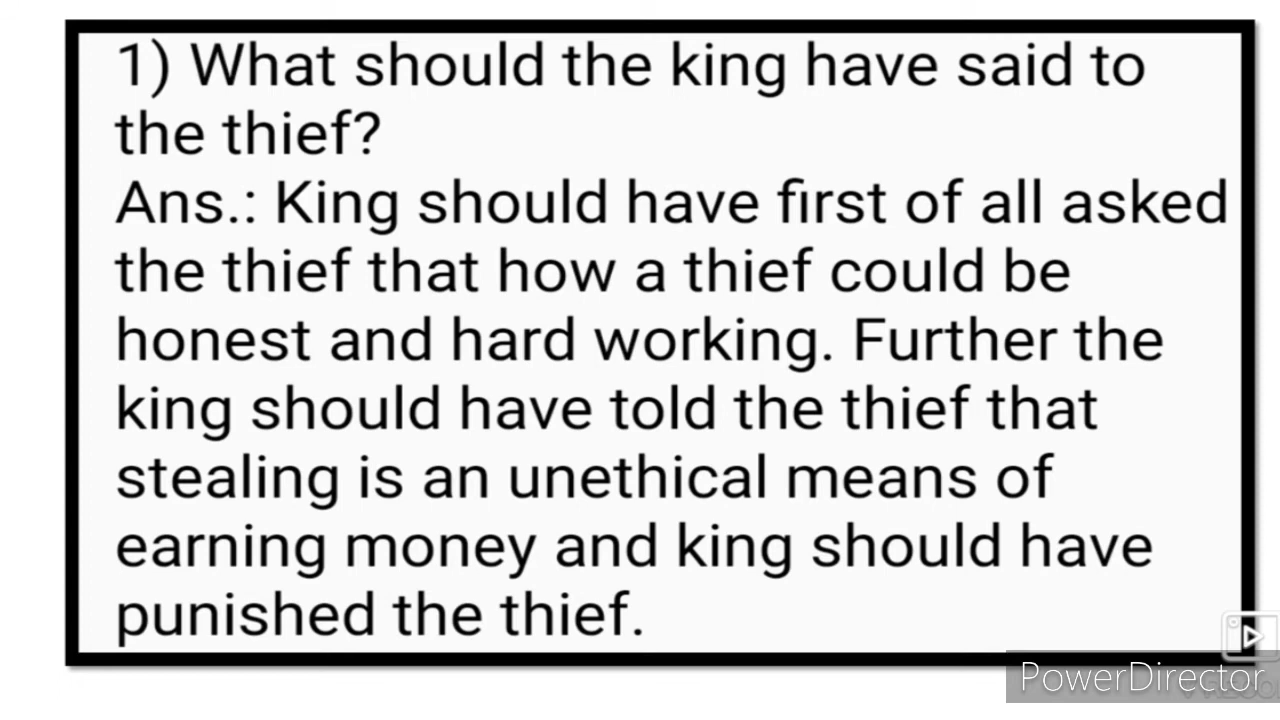 1) What should the king have said to
the thief?
Ans.: King should have first of all asked
the thief that how a thief could be
honest and hard working. Further the
king should have told the thief that
stealing is an unethical means of
earning money and king should have
punished the thief.
PowerDirector